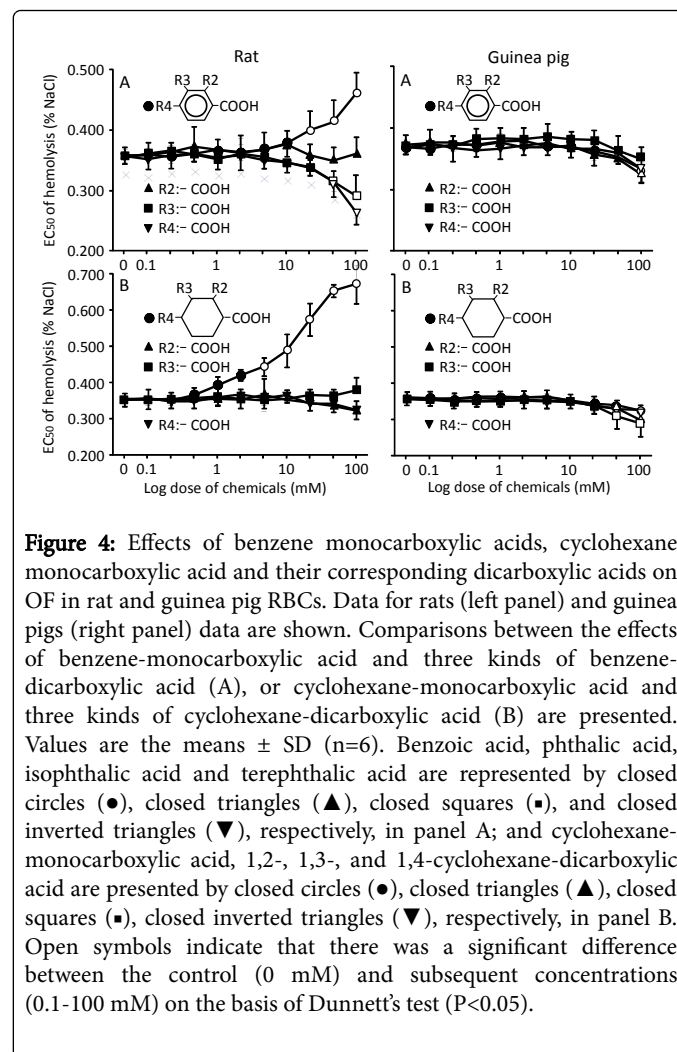 Rat
Guinea pig
EC50 of hemolysis (% NaCl)
0.500
0.400
0.300
0.200
A
R3 R2
R4 COOH
R2:− COOH
R3:− COOH
R4:− COOH
0 0.1 1 10 100
A
R3 R2
R4 COOH
R2:− COOH
R3:− COOH
R4:− COOH
0 0.1 1 10 100
EC50 of hemolysis (% NaCl)
0.700
0.600
0.500
0.400
0.300
0.200
B
R3 R2
R4 COOH
R2:− COOH
R3:− COOH
R4:− COOH
0 0.1 1 10 100
Log dose of chemicals (mM)
B
R3 R2
R4 COOH
R2:− COOH
R3:− COOH
R4:− COOH
0 0.1 1 10 100
Log dose of chemicals (mM)
Figure 4: Effects of benzene monocarboxylic acids, cyclohexane
monocarboxylic acid and their corresponding dicarboxylic acids on
OF in rat and guinea pig RBCs. Data for rats (left panel) and guinea
pigs (right panel) data are shown. Comparisons between the effects
of benzene-monocarboxylic acid and three kinds of benzene-
dicarboxylic acid (A), or cyclohexane-monocarboxylic acid and
three kinds of cyclohexane-dicarboxylic acid (B) are presented.
Values are the means ± SD (n=6). Benzoic acid, phthalic acid,
isophthalic acid and terephthalic acid are represented by closed
circles (●), closed triangles (▲), closed squares (▪), and closed
inverted triangles (▼), respectively, in panel A; and cyclohexane-
monocarboxylic acid, 1,2-, 1,3-, and 1,4-cyclohexane-dicarboxylic
acid are presented by closed circles (●), closed triangles (▲), closed
squares (▪), closed inverted triangles (▼), respectively, in panel B.
Open symbols indicate that there was a significant difference
between the control (0 mM) and subsequent concentrations
(0.1-100 mM) on the basis of Dunnett's test (P<0.05).